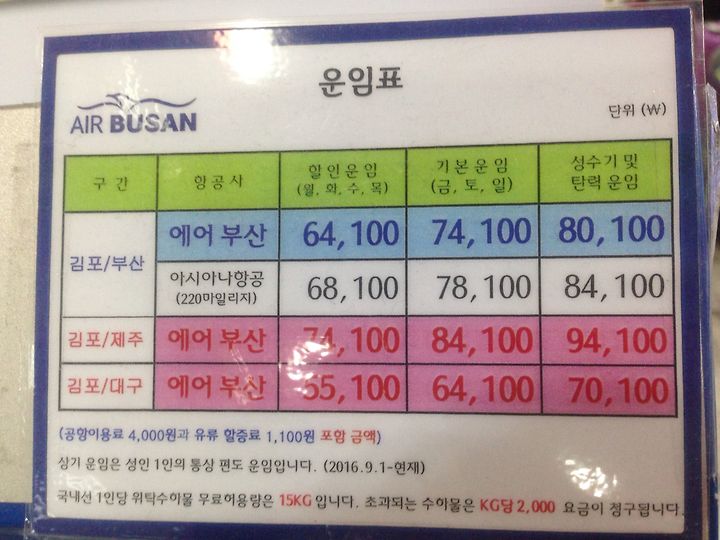 운임표
AIR BUSAN
단위 (₩)
구 간 항공사 할인운임 (월, 화, 수, 목) 기본운임 (금, 토, 일) 성수기 및 탄력 운임
김포/부산 에어 부산 64,100 74,100 80,100
아시아나항공 (220마일리지) 68,100 78,100 84,100
김포/제주 에어 부산 74,100 84,100 94,100
김포/대구 에어 부산 55,100 64,100 70,100
(공항이용료 4,000원과 유류 할증료 1,100원 포함 금액)
상기 운임은 성인 1인의 통상 편도 운임입니다. (2016.9.1-현재)
국내선 1인당 위탁수하물 무료허용량은 15KG 입니다. 초과되는 수하물은 KG당 2,000 요금이 청구됩니다.